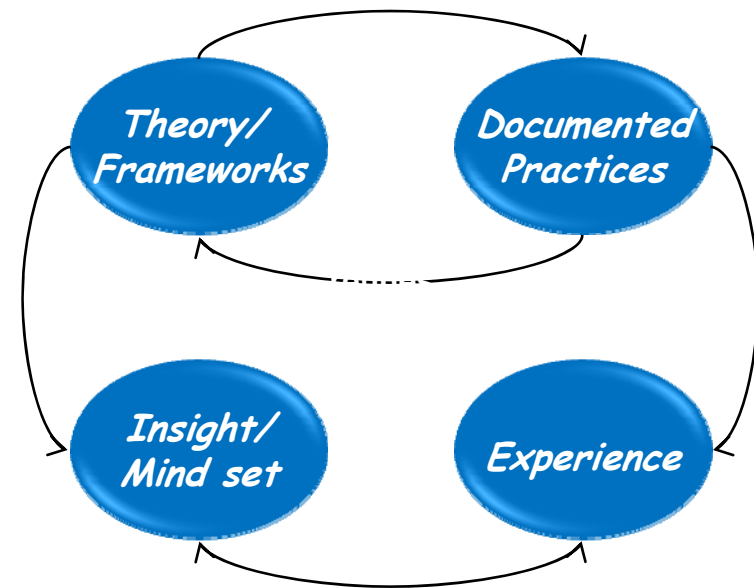 Theory/
Frameworks
Documented
Practices
Insight/
Mind set
Experience